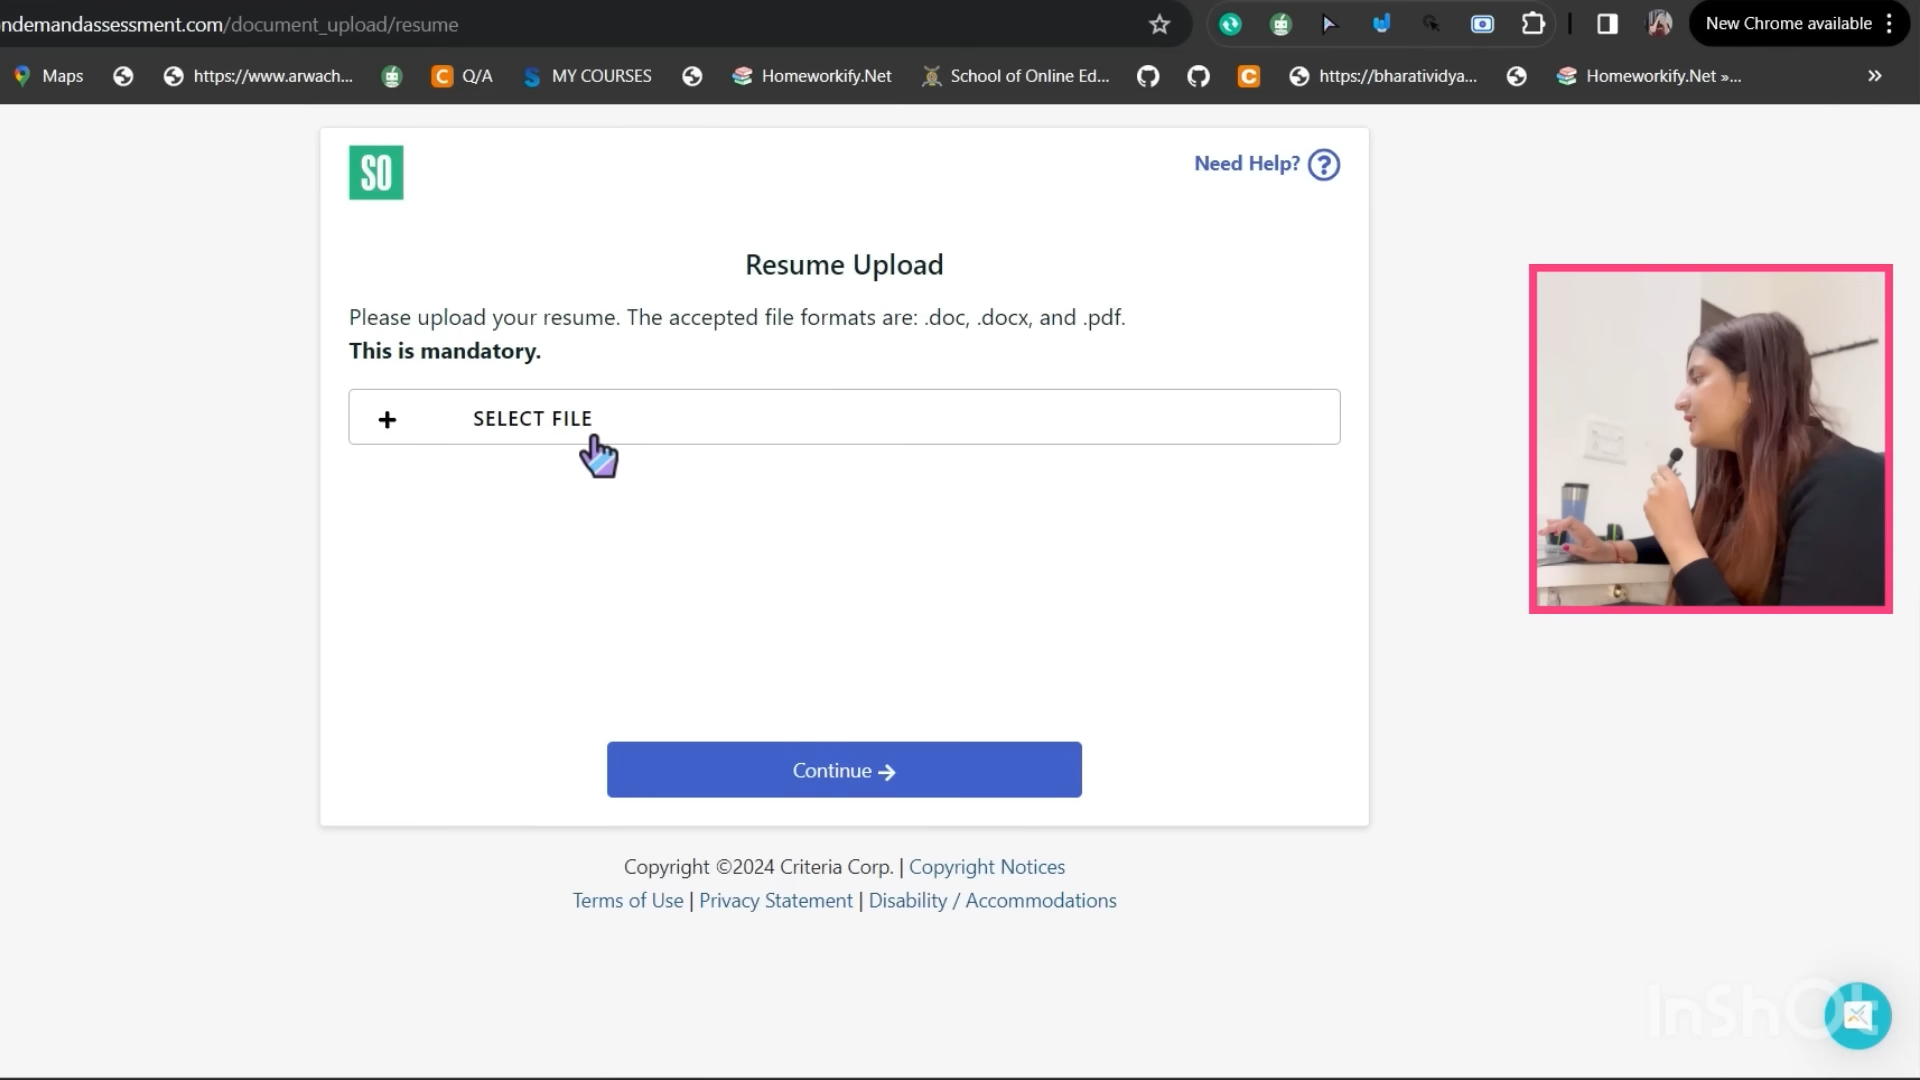 ndemandassessment.com/document_upload/resume
New Chrome available
Maps
https://www.arwach...
C
Q/A
S
MY COURSES
Homeworkify.Net
School of Online Ed...
C
https://bharatividya...
Homeworkify.Net »...
»
SO
Need Help? ?
Resume Upload
Please upload your resume. The accepted file formats are: .doc, .docx, and .pdf.
This is mandatory.
+ SELECT FILE
Continue →
Copyright ©2024 Criteria Corp. | Copyright Notices
Terms of Use | Privacy Statement | Disability / Accommodations
InShOt